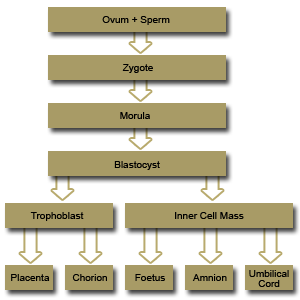 Ovum + Sperm
Zygote
Morula
Blastocyst
Trophoblast
Inner Cell Mass
Placenta
Chorion
Foetus
Amnion
Umbilical
Cord